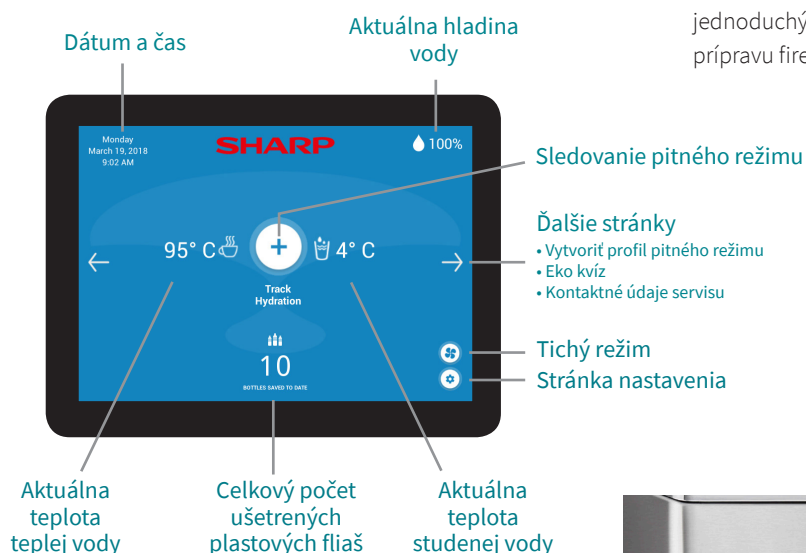 jednoduchý
prípravu fire
Dátum a čas
Aktuálna hladina
vody
Monday
March 19, 2018
9:02 AM
SHARP
100%
Sledovanie pitného režimu
95° C
+
4° C
Track
Hydration
Ďalšie stránky
• Vytvoriť profil pitného režimu
• Eko kvíz
• Kontaktné údaje servisu
10
BOTTLES SAVED TO DATE
Tichý režim
Stránka nastavenia
Aktuálna
teplota
teplej vody
Celkový počet
ušetrených
plastových fliaš
Aktuálna
teplota
studenej vody